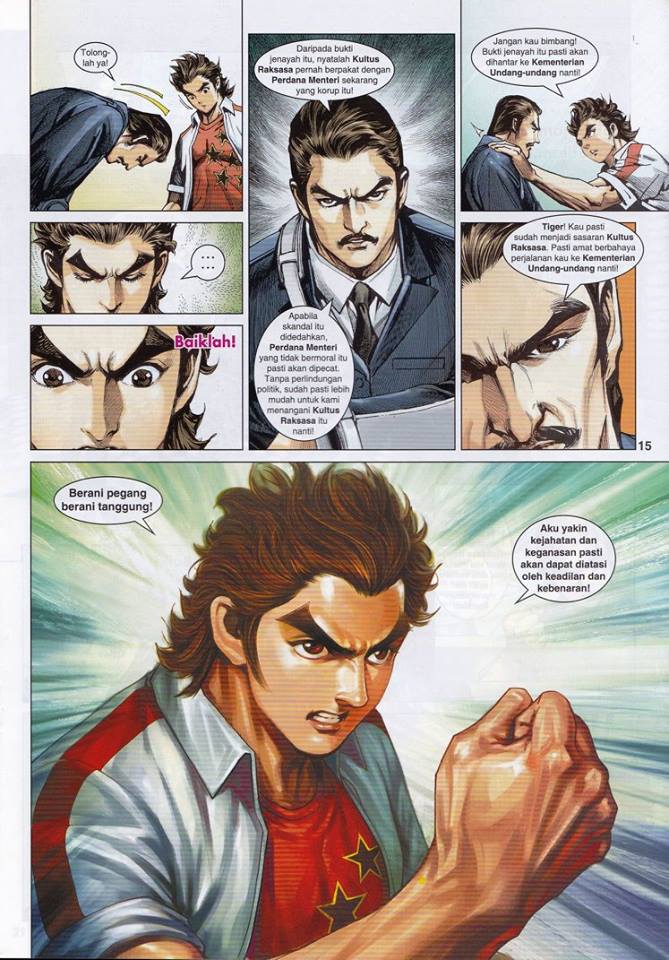 Tolong-
lah ya!
......
Baiklah!
Daripada bukti
jenayah itu, nyatalah Kultus
Raksasa pernah berpakat dengan
Perdana Menteri sekarang
yang korup itu!
Apabila
skandal itu
didedahkan,
Perdana Menteri
yang tidak bermoral itu
pasti akan dipecat.
Tanpa perlindungan
politik, sudah pasti lebih
mudah untuk kami
menangani Kultus
Raksasa itu
nanti!
Jangan kau bimbang!
Bukti jenayah itu pasti akan
dihantar ke Kementerian
Undang-undang nanti!
Tiger! Kau pasti
sudah menjadi sasaran Kultus
Raksasa. Pasti amat berbahaya
perjalanan kau ke Kementerian
Undang-undang nanti!
15
Berani pegang
berani tanggung!
Aku yakin
kejahatan dan
keganasan pasti
akan dapat diatasi
oleh keadilan dan
kebenaran!